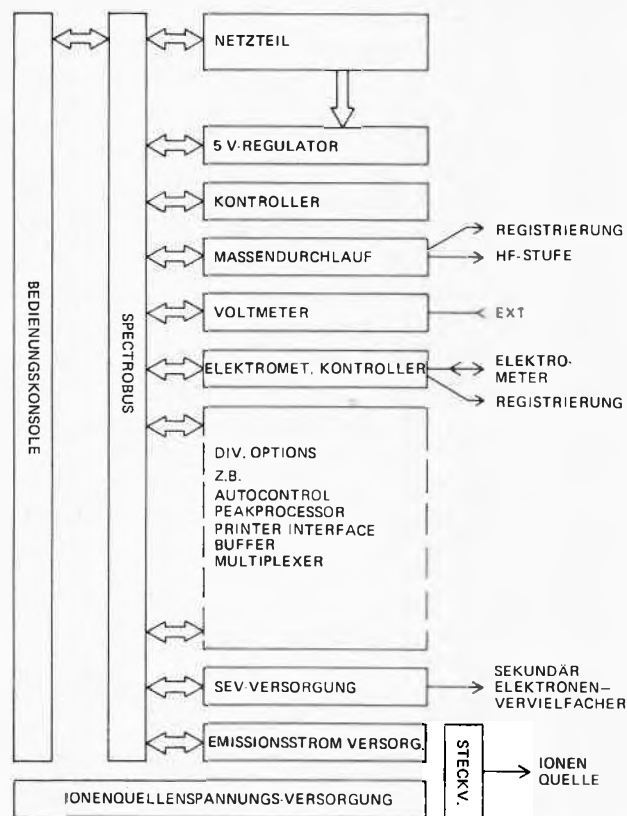 NETZTEIL
5 V-REGULATOR
KONTROLLER
MASSENDURCHLAUF
REGISTRIERUNG
HF-STUFE
VOLTMETER
EXT
ELEKTROMET. KONTROLLER
ELEKTRO-
METER
REGISTRIERUNG
BEDIENUNGSKONSOLE
SPECTROBUS
DIV. OPTIONS
Z.B.
AUTOCONTROL
PEAKPROCESSOR
PRINTER INTERFACE
BUFFER
MULTIPLEXER
SEV-VERSORGUNG
SEKUNDÄR
ELEKTRONEN–
VERVIELFACHER
EMISSIONSSTROM VERSORG.
STECKV.
IONEN
QUELLE
IONENQUELLENSPANNUNGS-VERSORGUNG